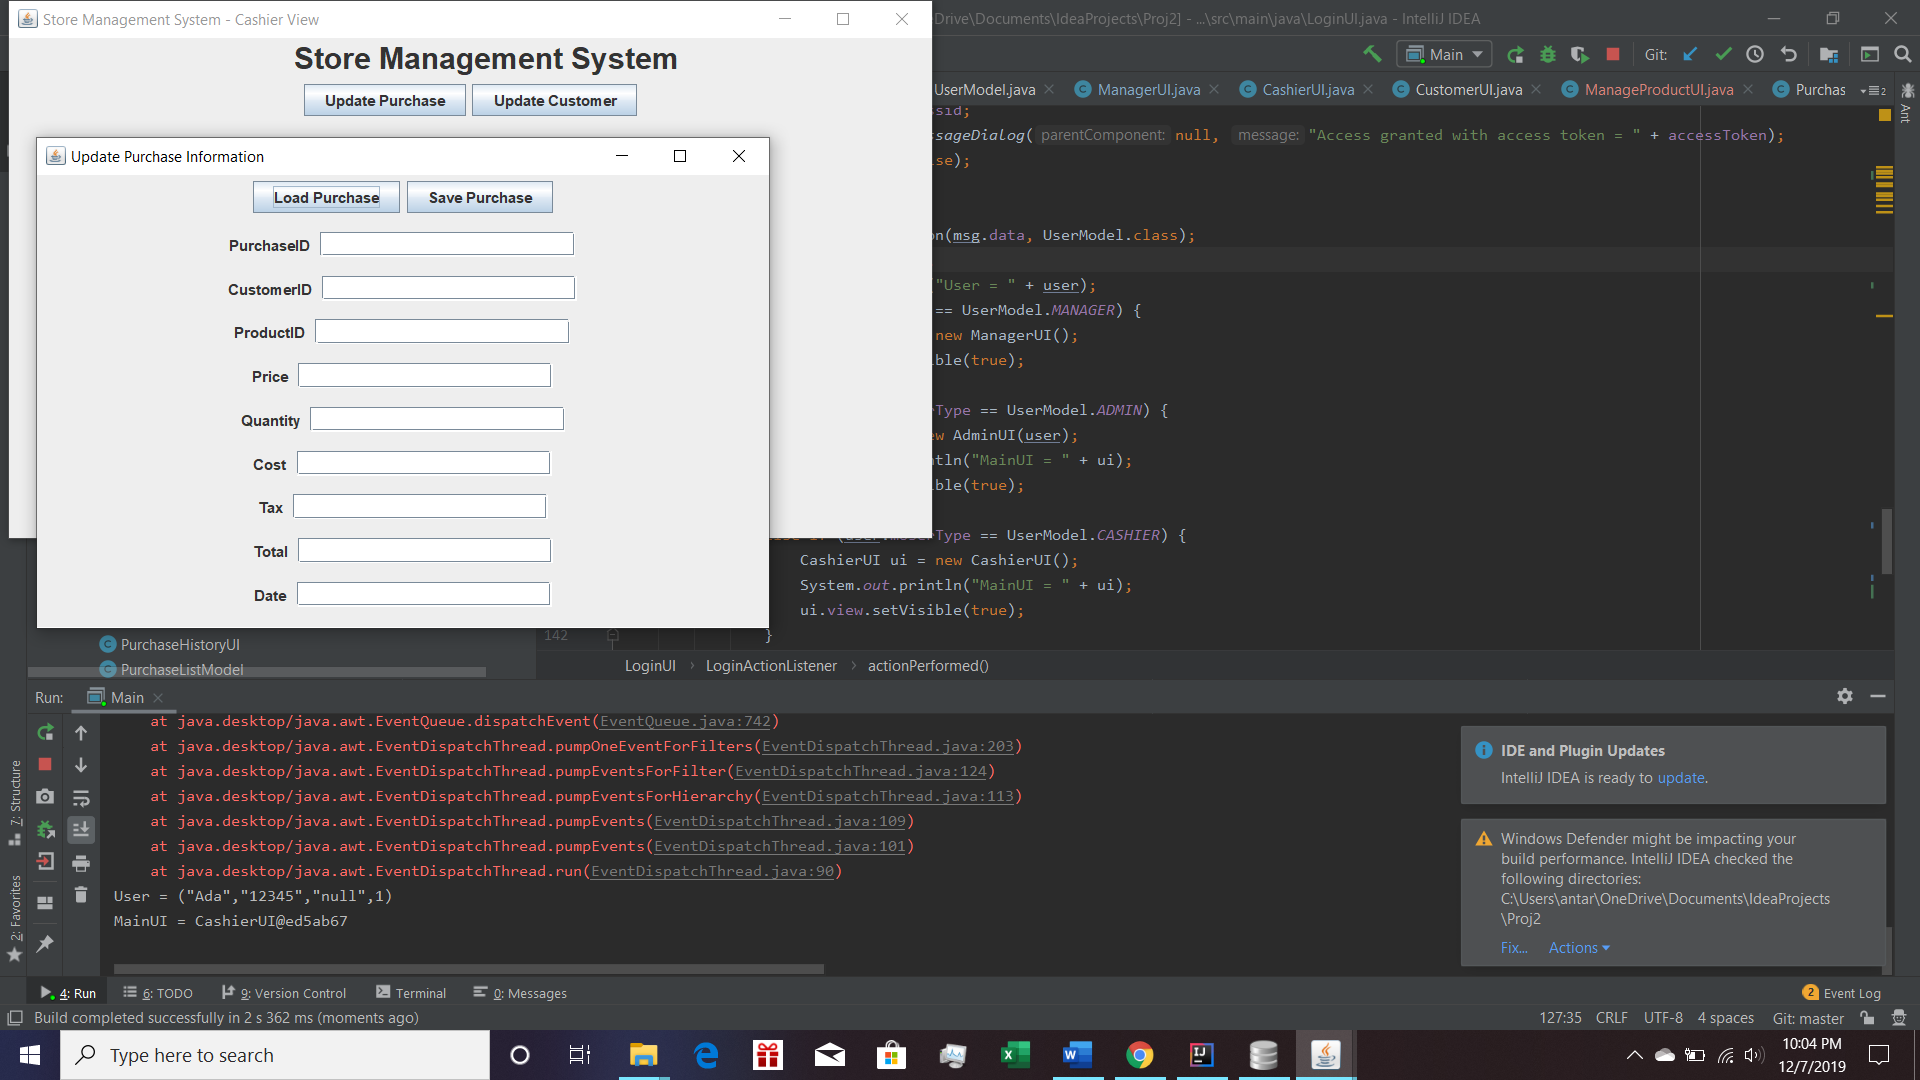 Store Management System - Cashier View
Drive\Documents\IdeaProjects\Proj2] - ...\src\main\java\LoginUI.java - IntelliJ IDEA
Store Management System
Update Purchase Update Customer
Main Git:
UserModel.java ManagerUI.java CashierUI.java CustomerUI.java ManageProductUI.java Purchas
Ant
Update Purchase Information
Load Purchase Save Purchase
PurchaseID
CustomerID
ProductID
Price
Quantity
Cost
Tax
Total
Date
ssid;
ssageDialog( parentComponent: null, message: "Access granted with access token = " + accessToken);
se);
on(msg.data, UserModel.class);
"User = " + user);
== UserModel.MANAGER) {
new ManagerUI();
ble(true);
Type == UserModel.ADMIN) {
w AdminUI(user);
tln("MainUI = " + ui);
ble(true);
Type == UserModel.CASHIER) {
CashierUI ui = new CashierUI();
System.out.println("MainUI = " + ui);
ui.view.setVisible(true);
142 }
PurchaseHistoryUI
PurchaseListModel
LoginUI LoginActionListener actionPerformed()
Run: Main
at java.desktop/java.awt.EventQueue.dispatchEvent(EventQueue.java:742)
at java.desktop/java.awt.EventDispatchThread.pumpOneEventForFilters(EventDispatchThread.java:203)
at java.desktop/java.awt.EventDispatchThread.pumpEventsForFilter(EventDispatchThread.java:124)
at java.desktop/java.awt.EventDispatchThread.pumpEventsForHierarchy(EventDispatchThread.java:113)
at java.desktop/java.awt.EventDispatchThread.pumpEvents(EventDispatchThread.java:109)
at java.desktop/java.awt.EventDispatchThread.pumpEvents(EventDispatchThread.java:101)
at java.desktop/java.awt.EventDispatchThread.run(EventDispatchThread.java:90)
User = ("Ada","12345","null",1)
MainUI = CashierUI@ed5ab67
7: Structure
2: Favorites
IDE and Plugin Updates
IntelliJ IDEA is ready to update.
Windows Defender might be impacting your
build performance. IntelliJ IDEA checked the
following directories:
C:\Users\antar\OneDrive\Documents\IdeaProjects
\Proj2
Fix... Actions
4: Run 6: TODO 9: Version Control Terminal 0: Messages 2 Event Log
Build completed successfully in 2 s 362 ms (moments ago) 127:35 CRLF UTF-8 4 spaces Git: master
Type here to search
10:04 PM
12/7/2019